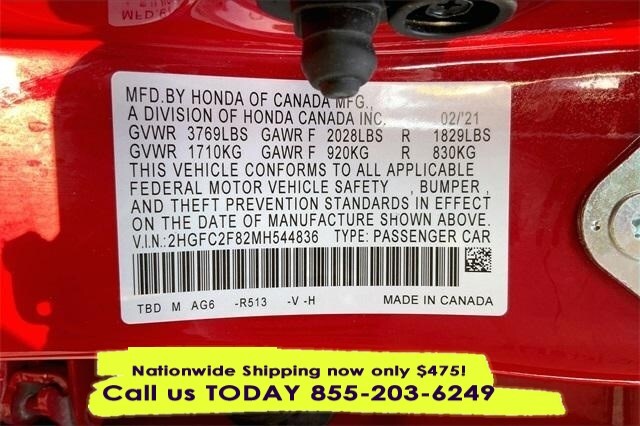 MFD. BY HONDA OF CANADA MFG.,
A DIVISION OF HONDA CANADA INC. 02/'21
GVWR 3769LBS GAWR F 2028LBS R 1829LBS
GVWR 1710KG GAWR F 920KG R 830KG
THIS VEHICLE CONFORMS TO ALL APPLICABLE
FEDERAL MOTOR VEHICLE SAFETY , BUMPER ,
AND THEFT PREVENTION STANDARDS IN EFFECT
ON THE DATE OF MANUFACTURE SHOWN ABOVE.
V.I.N.:2HGFC2F82MH544836 TYPE: PASSENGER CAR
TBD M AG6 -R513 -V -H MADE IN CANADA
Nationwide Shipping now only $475!
Call us TODAY 855-203-6249